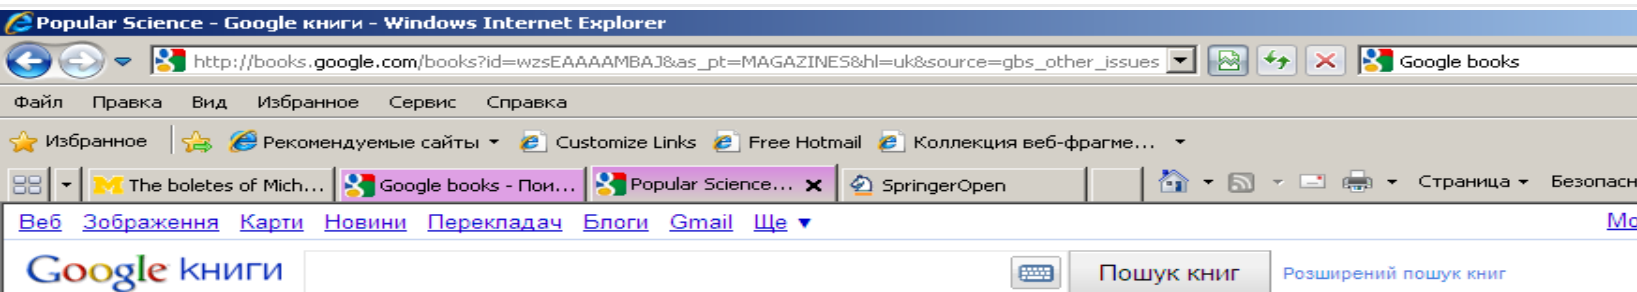 Popular Science - Google книги - Windows Internet Explorer
http://books.google.com/books?id=wzsEAAAAMBAJ&as_pt=MAGAZINES&hl=uk&source=gbs_other_issues Google books
Файл Правка Вид Избранное Сервис Справка
Избранное Рекомендуемые сайты Customize Links Free Hotmail Коллекция веб-фрагме...
The boletes of Mich... Google books - Пои... Popular Science... SpringerOpen Страница Безопасн
Веб Зображення Карти Новини Перекладач Блоги Gmail Ще Мо
Google книги Пошук книг Розширений пошук книг